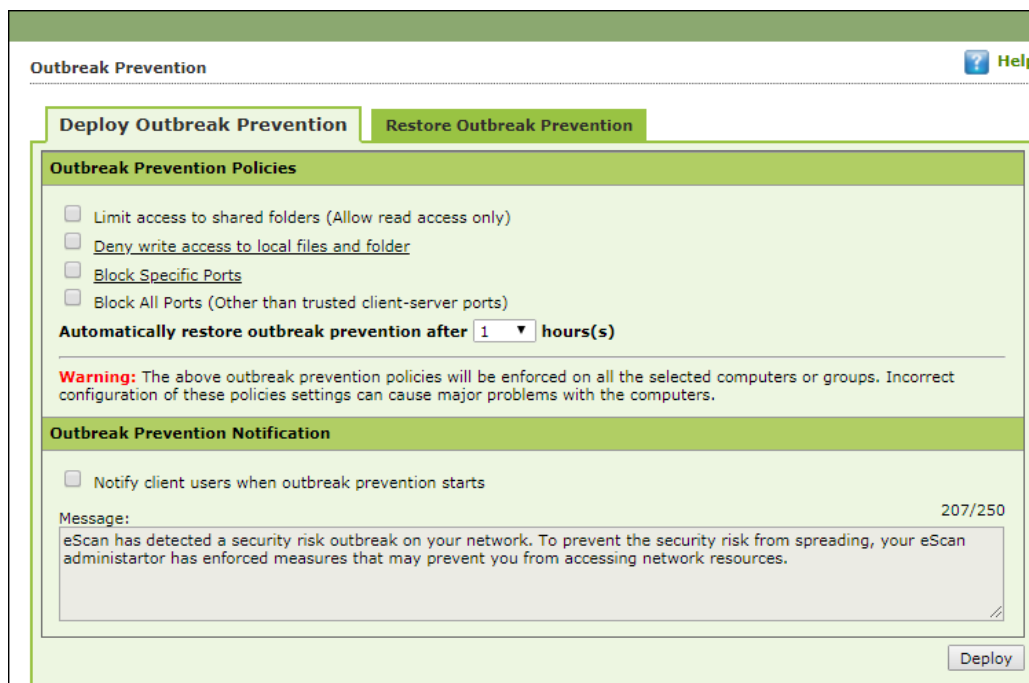 Outbreak Prevention
? Help
Deploy Outbreak Prevention
Restore Outbreak Prevention
Outbreak Prevention Policies
Limit access to shared folders (Allow read access only)
Deny write access to local files and folder
Block Specific Ports
Block All Ports (Other than trusted client-server ports)
Automatically restore outbreak prevention after 1 hours(s)
Warning: The above outbreak prevention policies will be enforced on all the selected computers or groups. Incorrect
configuration of these policies settings can cause major problems with the computers.
Outbreak Prevention Notification
Notify client users when outbreak prevention starts
207/250
Message:
eScan has detected a security risk outbreak on your network. To prevent the security risk from spreading, your eScan
administartor has enforced measures that may prevent you from accessing network resources.
Deploy